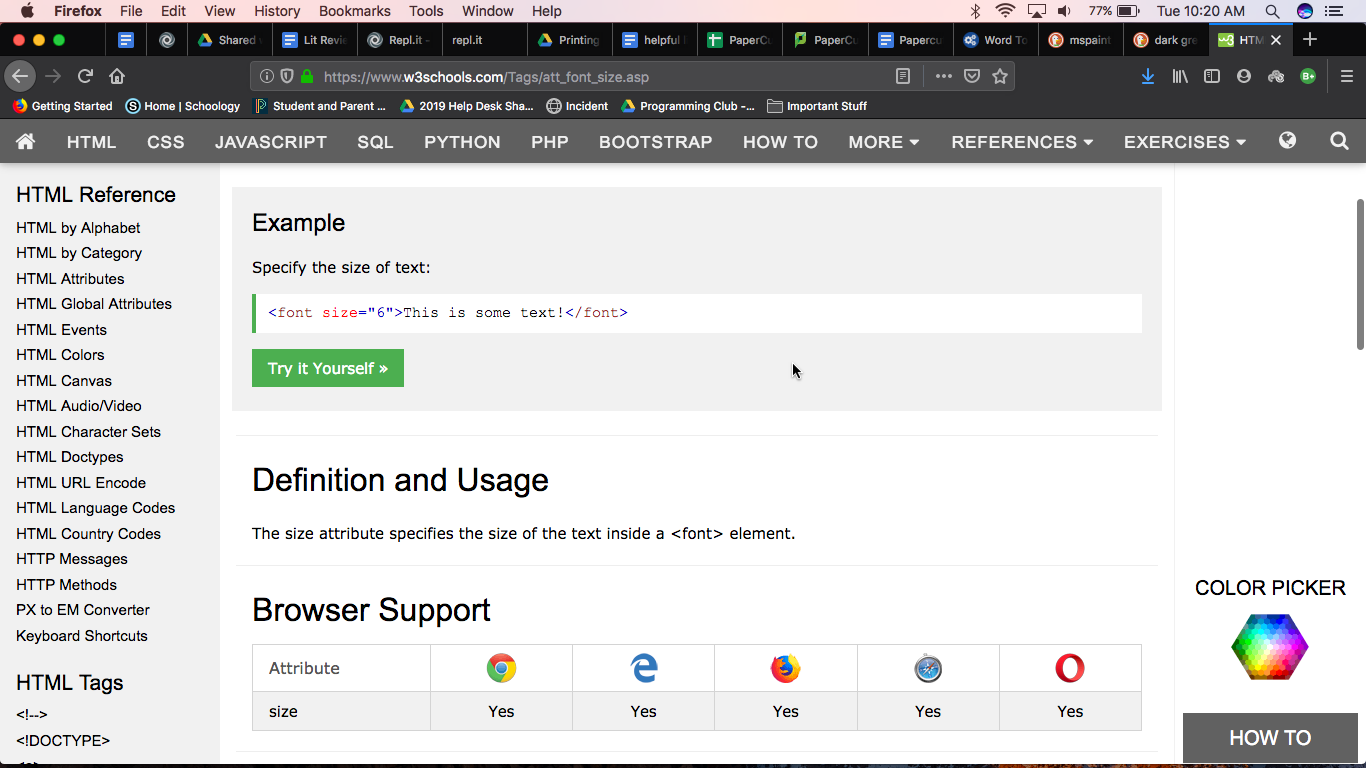 Firefox File Edit View History Bookmarks Tools Window Help 77% Tue 10:20 AM
Shared Lit Revie Repl.it - repl.it Printing helpful PaperCu PaperCu Papercu Word To mspaint dark gre HTM
https://www.w3schools.com/Tags/att_font_size.asp
Getting Started Home | Schoology Student and Parent ... 2019 Help Desk Sha... Incident Programming Club -... Important Stuff
HTML CSS JAVASCRIPT SQL PYTHON PHP BOOTSTRAP HOW TO MORE REFERENCES EXERCISES
HTML Reference
HTML by Alphabet
HTML by Category
HTML Attributes
HTML Global Attributes
HTML Events
HTML Colors
HTML Canvas
HTML Audio/Video
HTML Character Sets
HTML Doctypes
HTML URL Encode
HTML Language Codes
HTML Country Codes
HTTP Messages
HTTP Methods
PX to EM Converter
Keyboard Shortcuts
HTML Tags
<!-->
<!DOCTYPE>
Example
Specify the size of text:
<font size="6">This is some text!</font>
Try it Yourself »
Definition and Usage
The size attribute specifies the size of the text inside a <font> element.
Browser Support
Attribute
size Yes Yes Yes Yes Yes
COLOR PICKER
HOW TO